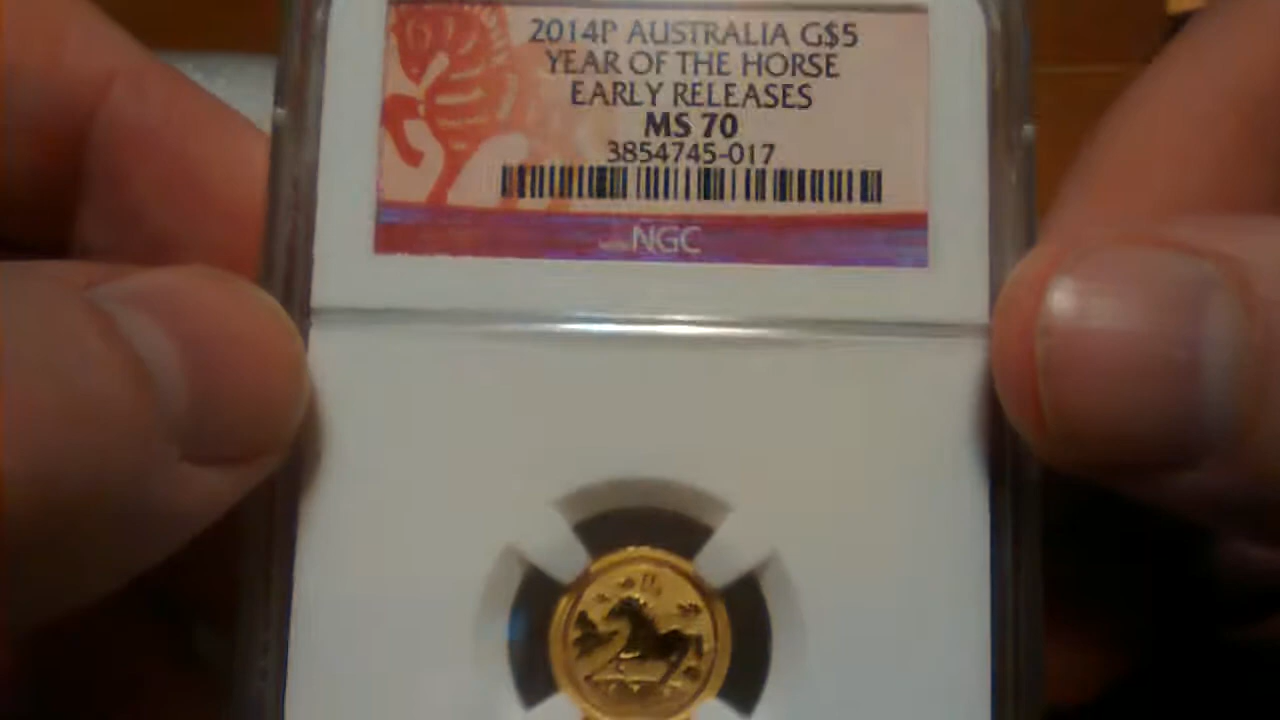 2014P AUSTRALIA G$5
YEAR OF THE HORSE
EARLY RELEASES
MS 70
3854745-017
NGC